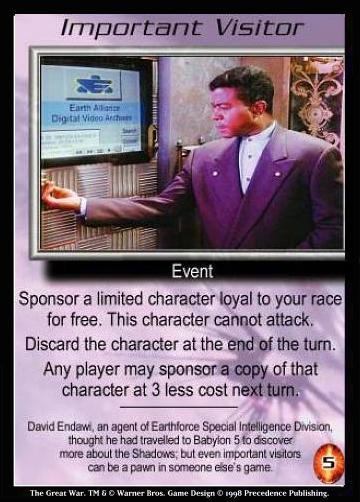 Important Visitor
Earth Alliance
Digital Video Archives
Search
Event
Sponsor a limited character loyal to your race
for free. This character cannot attack.
Discard the character at the end of the turn.
Any player may sponsor a copy of that
character at 3 less cost next turn.
David Endawi, an agent of Earthforce Special Intelligence Division,
thought he had travelled to Babylon 5 to discover
more about the Shadows; but even important visitors
can be a pawn in someone else's game.
5
The Great War. TM & © Warner Bros. Game Design © 1998 Precedence Publishing.